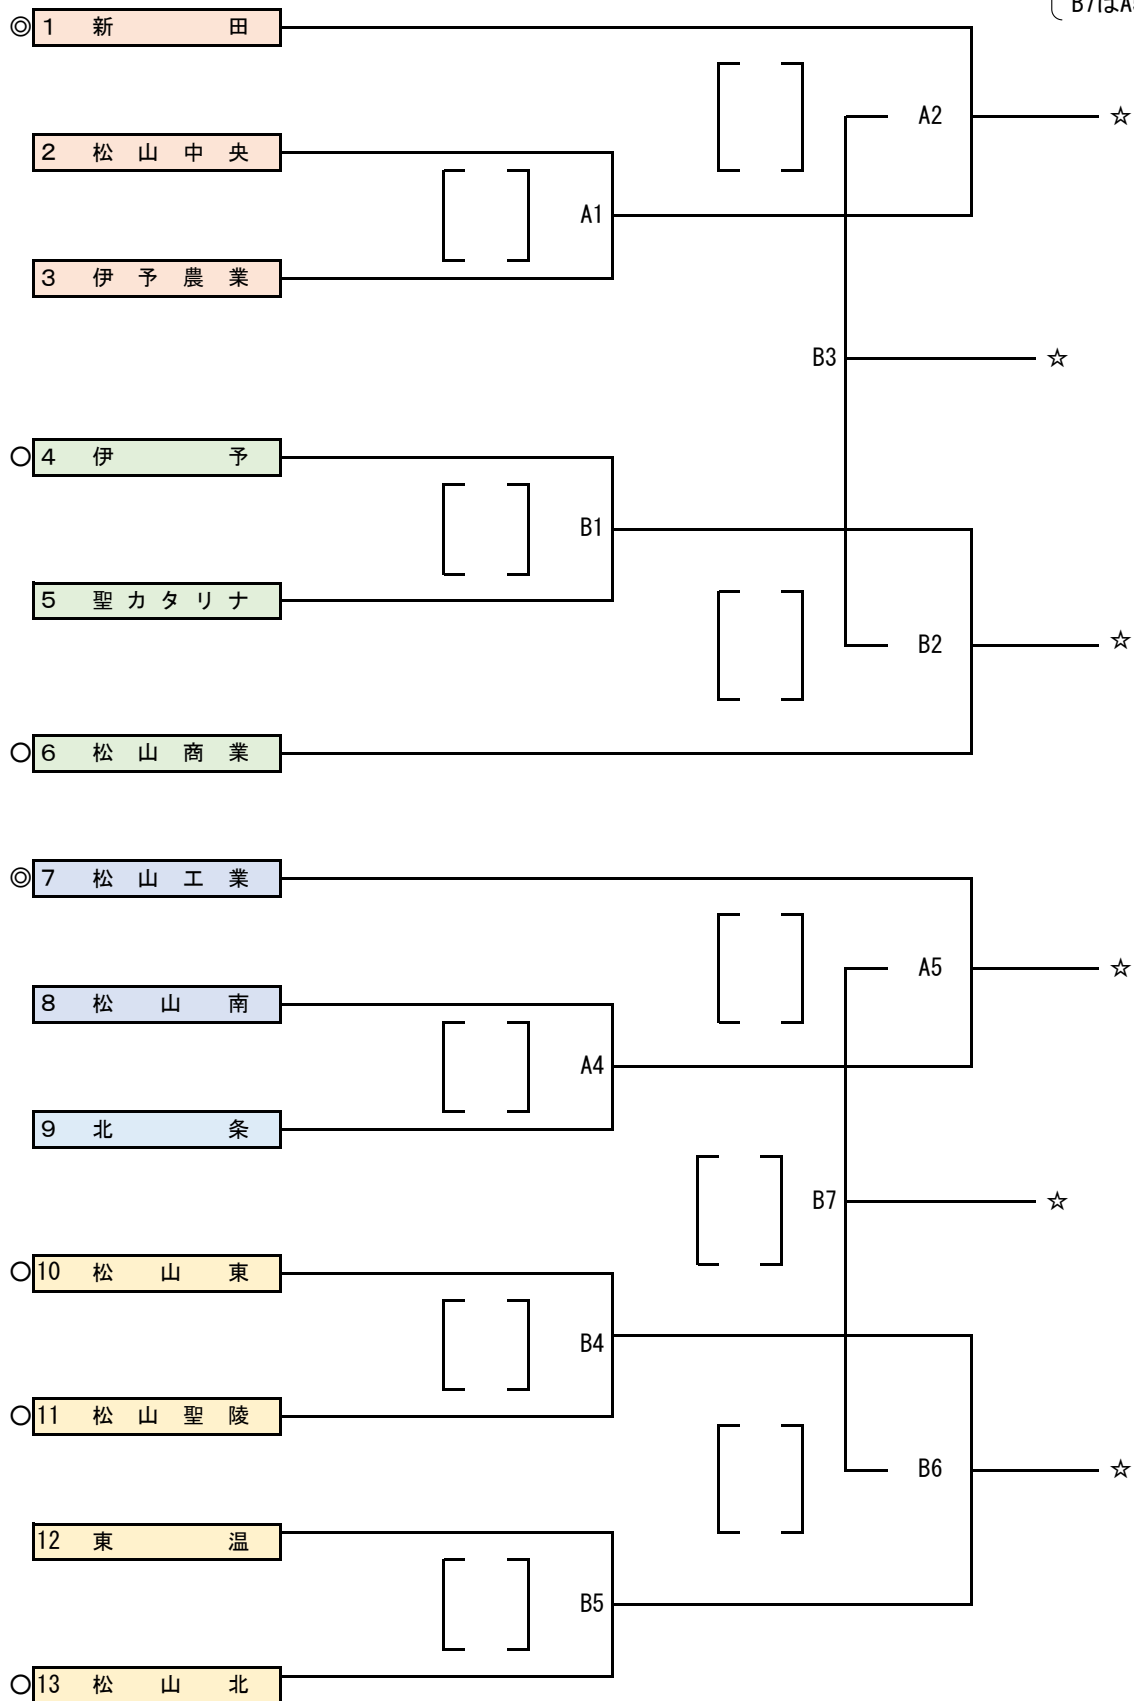 B7はA
◎ 1 新 田
A2 ☆
2 松 山 中 央
A1
3 伊 予 農 業
B3 ☆
○ 4 伊 予
B1
5 聖 カ タ リ ナ
B2 ☆
○ 6 松 山 商 業
◎ 7 松 山 工 業
A5 ☆
8 松 山 南
A4
9 北 条
B7 ☆
○ 10 松 山 東
B4
○ 11 松 山 聖 陵
B6 ☆
12 東 温
B5
○ 13 松 山 北